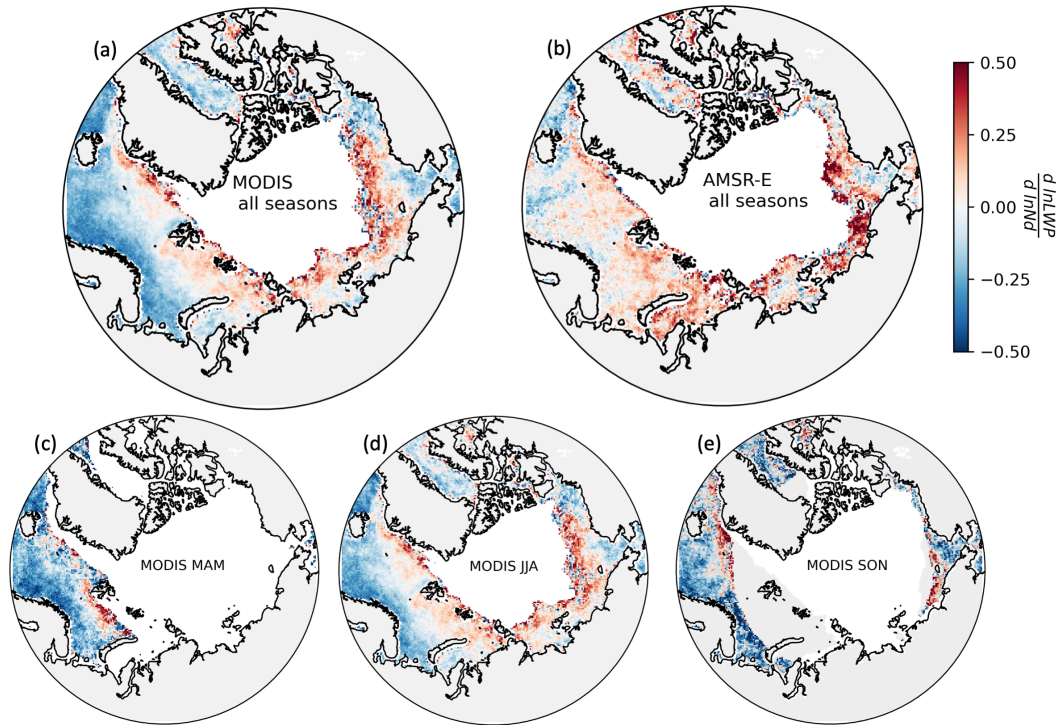 (a)
MODIS
all seasons
(b)
AMSR-E
all seasons
0.50
0.25
0.00
−0.25
−0.50
d lnLWP
d lnNd
(c)
MODIS MAM
(d)
MODIS JJA
(e)
MODIS SON